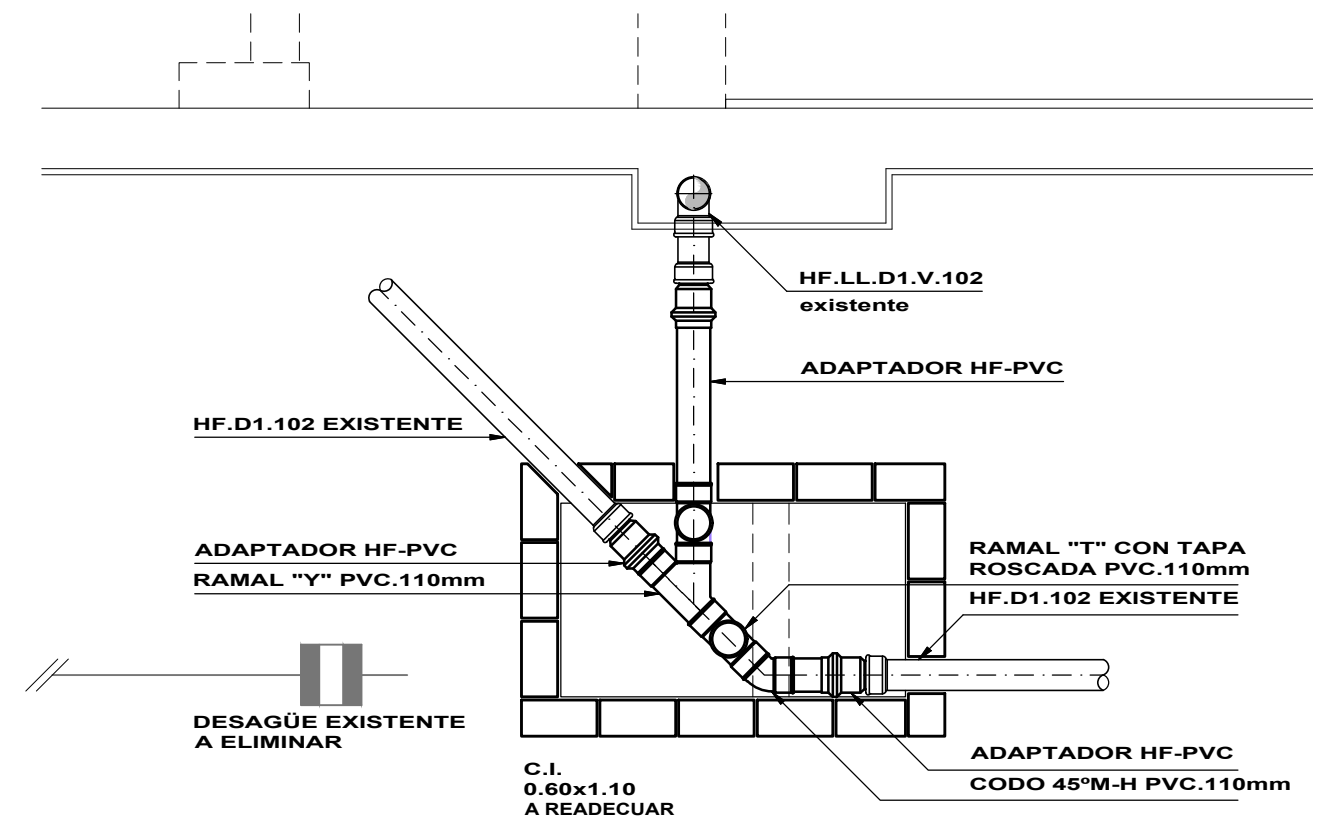 HF.LL.D1.V.102
existente
ADAPTADOR HF-PVC
HF.D1.102 EXISTENTE
ADAPTADOR HF-PVC
RAMAL "Y" PVC.110mm
RAMAL "T" CON TAPA
ROSCADA PVC.110mm
HF.D1.102 EXISTENTE
DESAGÜE EXISTENTE
A ELIMINAR
ADAPTADOR HF-PVC
CODO 45ºM-H PVC.110mm
C.I.
0.60x1.10
A READECUAR